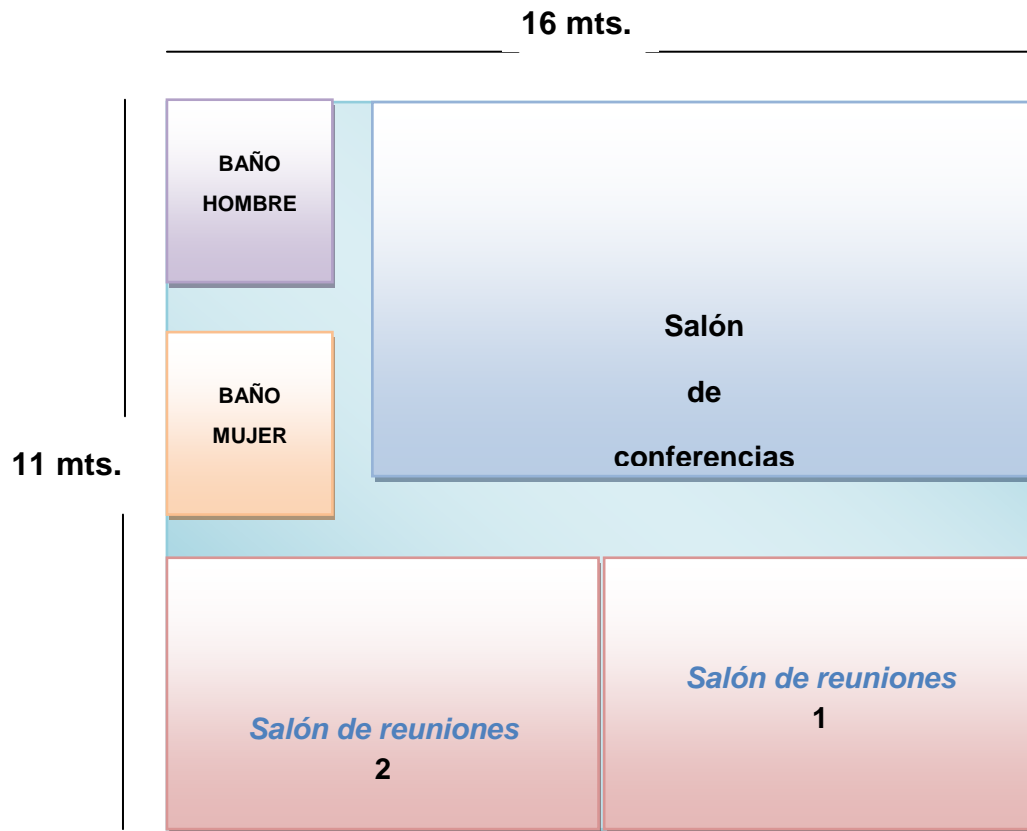 16 mts.
BAÑO
HOMBRE
Salón
de
conferencias
BAÑO
MUJER
11 mts.
Salón de reuniones
1
Salón de reuniones
2